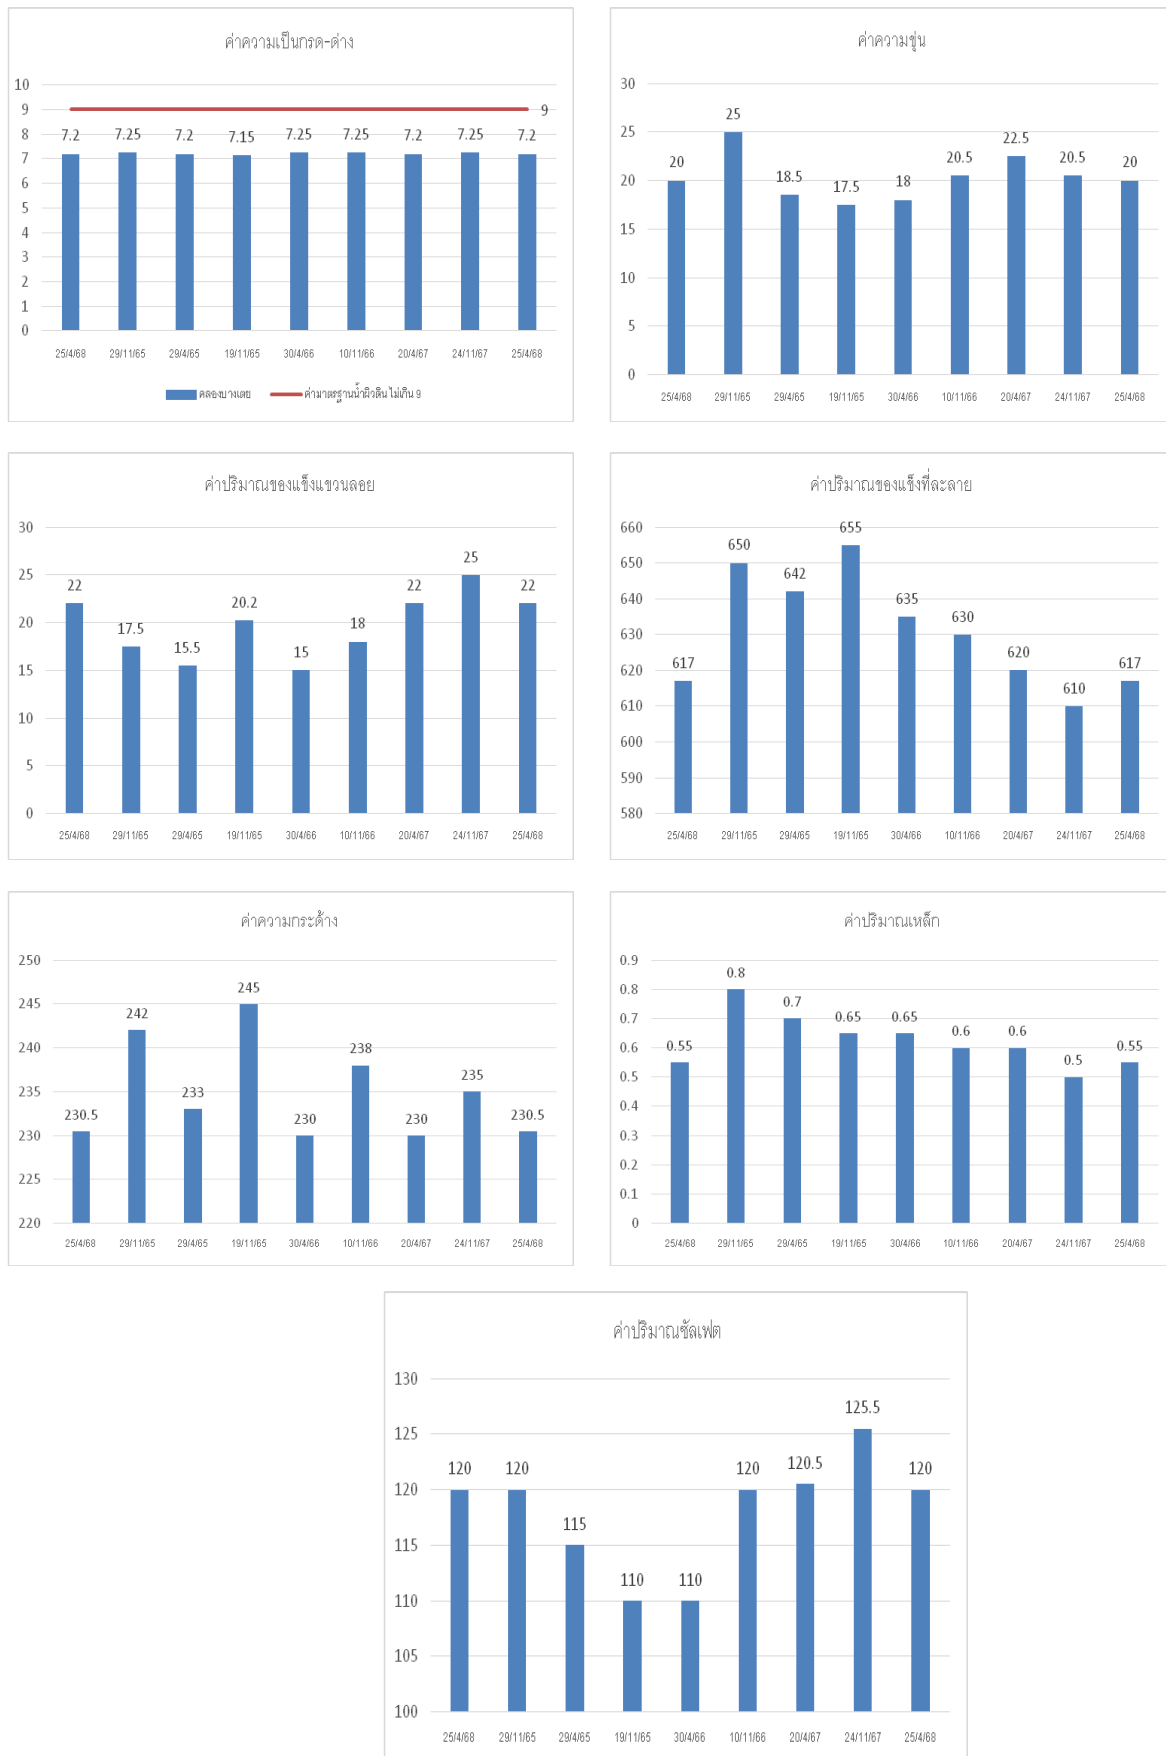 ค่าความเป็นกรด-ด่าง
10
9
8
7
6
5
4
3
2
1
0
9
7.2 7.25 7.2 7.15 7.25 7.25 7.2 7.25 7.2
25/4/68 29/11/65 29/4/65 19/11/65 30/4/66 10/11/66 20/4/67 24/11/67 25/4/68
คลองบางเตย ค่ามาตรฐานน้ำผิวดิน ไม่เกิน 9
ค่าความขุ่น
30
25
20
15
10
5
0
20 25 18.5 17.5 18 20.5 22.5 20.5 20
25/4/68 29/11/65 29/4/65 19/11/65 30/4/66 10/11/66 20/4/67 24/11/67 25/4/68
ค่าปริมาณของแข็งแขวนลอย
30
25
20
15
10
5
0
22 17.5 15.5 20.2 15 18 22 25 22
25/4/68 29/11/65 29/4/65 19/11/65 30/4/66 10/11/66 20/4/67 24/11/67 25/4/68
ค่าปริมาณของแข็งที่ละลาย
660
650
640
630
620
610
600
590
580
617 650 642 655 635 630 620 610 617
25/4/68 29/11/65 29/4/65 19/11/65 30/4/66 10/11/66 20/4/67 24/11/67 25/4/68
ค่าความกระด้าง
250
245
240
235
230
225
220
230.5 242 233 245 230 238 230 235 230.5
25/4/68 29/11/65 29/4/65 19/11/65 30/4/66 10/11/66 20/4/67 24/11/67 25/4/68
ค่าปริมาณเหล็ก
0.9
0.8
0.7
0.6
0.5
0.4
0.3
0.2
0.1
0
0.55 0.8 0.7 0.65 0.65 0.6 0.6 0.5 0.55
25/4/68 29/11/65 29/4/65 19/11/65 30/4/66 10/11/66 20/4/67 24/11/67 25/4/68
ค่าปริมาณซัลเฟต
130
125
120
115
110
105
100
120 120 115 110 110 120 120.5 125.5 120
25/4/68 29/11/65 29/4/65 19/11/65 30/4/66 10/11/66 20/4/67 24/11/67 25/4/68